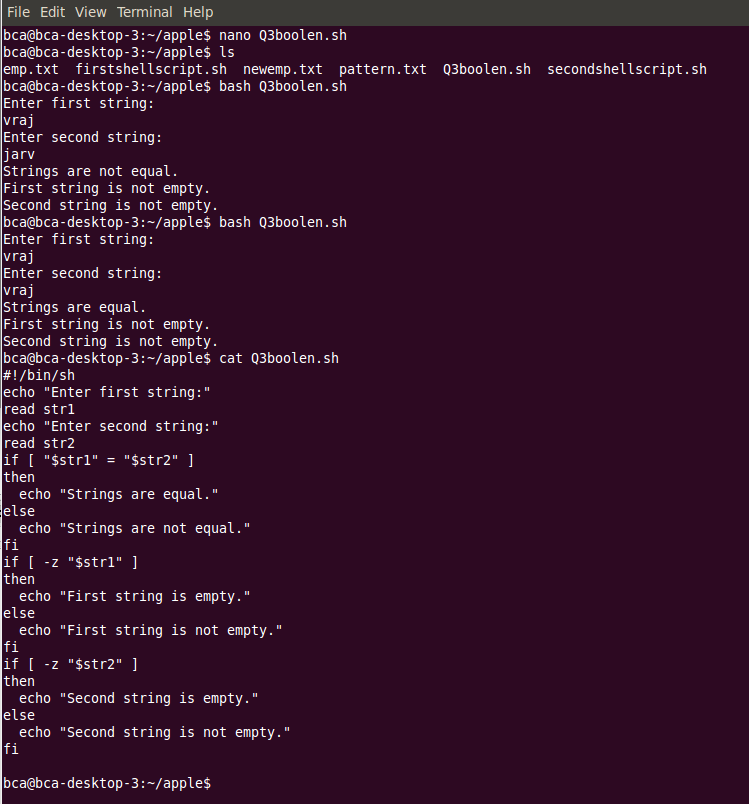 File Edit View Terminal Help
bca@bca-desktop-3:~/apple$ nano Q3boolen.sh
bca@bca-desktop-3:~/apple$ ls
emp.txt  firstshellscript.sh  newemp.txt  pattern.txt  Q3boolen.sh  secondshellscript.sh
bca@bca-desktop-3:~/apple$ bash Q3boolen.sh
Enter first string:
vraj
Enter second string:
jarv
Strings are not equal.
First string is not empty.
Second string is not empty.
bca@bca-desktop-3:~/apple$ bash Q3boolen.sh
Enter first string:
vraj
Enter second string:
vraj
Strings are equal.
First string is not empty.
Second string is not empty.
bca@bca-desktop-3:~/apple$ cat Q3boolen.sh
#!/bin/sh
echo "Enter first string:"
read str1
echo "Enter second string:"
read str2
if [ "$str1" = "$str2" ]
then
  echo "Strings are equal."
else
  echo "Strings are not equal."
fi
if [ -z "$str1" ]
then
  echo "First string is empty."
else
  echo "First string is not empty."
fi
if [ -z "$str2" ]
then
  echo "Second string is empty."
else
  echo "Second string is not empty."
fi

bca@bca-desktop-3:~/apple$